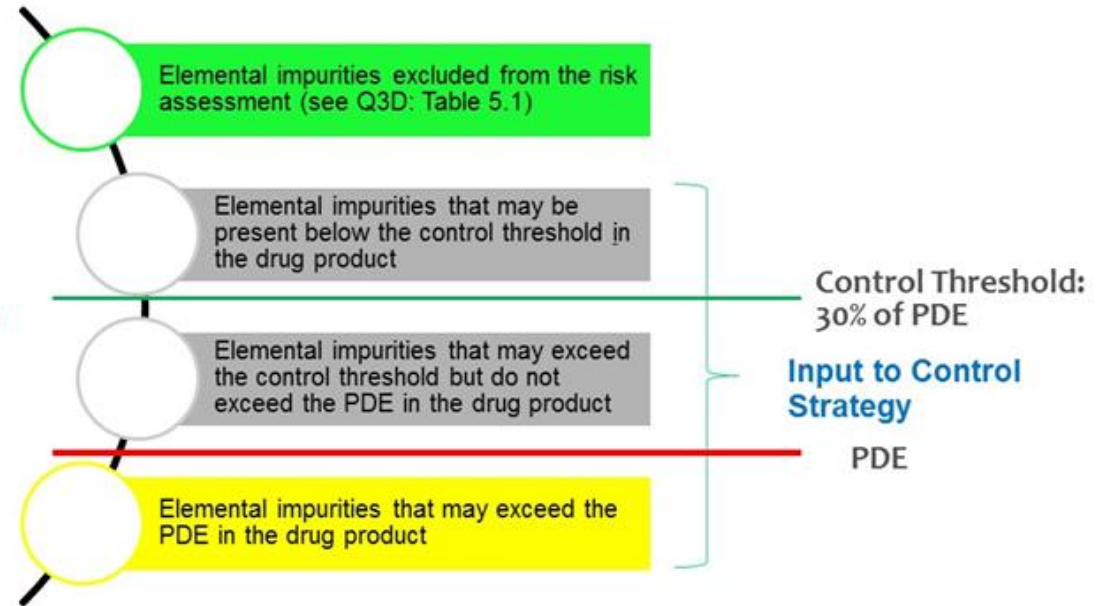 Elemental impurities excluded from the risk
assessment (see Q3D: Table 5.1)
Elemental impurities that may be
present below the control threshold in
the drug product
Control Threshold:
30% of PDE
Elemental impurities that may exceed
the control threshold but do not
exceed the PDE in the drug product
Input to Control
Strategy
PDE
Elemental impurities that may exceed the
PDE in the drug product